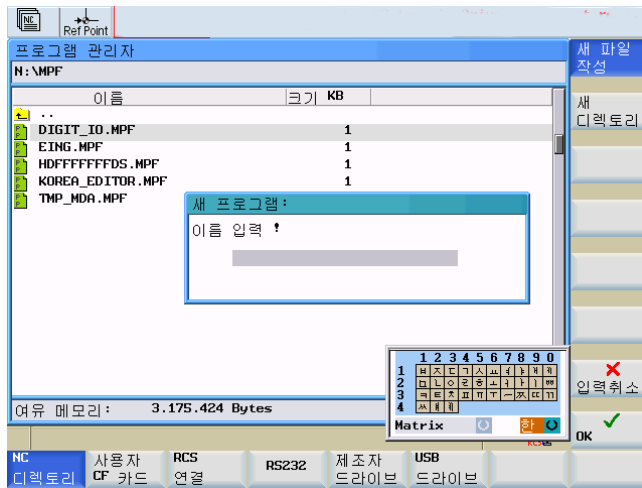 NC
Ref Point
프로그램 관리자
새 파일
작성
N:\MPF
이름 크기 KB
새
디렉토리
..
DIGIT_IO.MPF 1
EING.MPF 1
HDFFFFFFFDS.MPF 1
KOREA_EDITOR.MPF 1
TMP_MDA.MPF
새 프로그램:
이름 입력 !
1 2 3 4 5 6 7 8 9 0
1 ㅂ ㅈ ㄷ ㄱ ㅅ ㅛ ㅕ ㅑ ㅐ ㅔ
2 ㅁ ㄴ ㅇ ㄹ ㅎ ㅗ ㅓ ㅏ ㅣ ㅃ
3 ㅋ ㅌ ㅊ ㅍ ㅠ ㅜ ㅡ ㅉ ㄸ ㄲ
4 ㅆ ㅒ ㅖ
Matrix 한
입력취소
여유 메모리: 3.175.424 Bytes
OK
NC
디렉토리
사용자
CF 카드
RCS
연결
RS232
제조자
드라이브
USB
드라이브